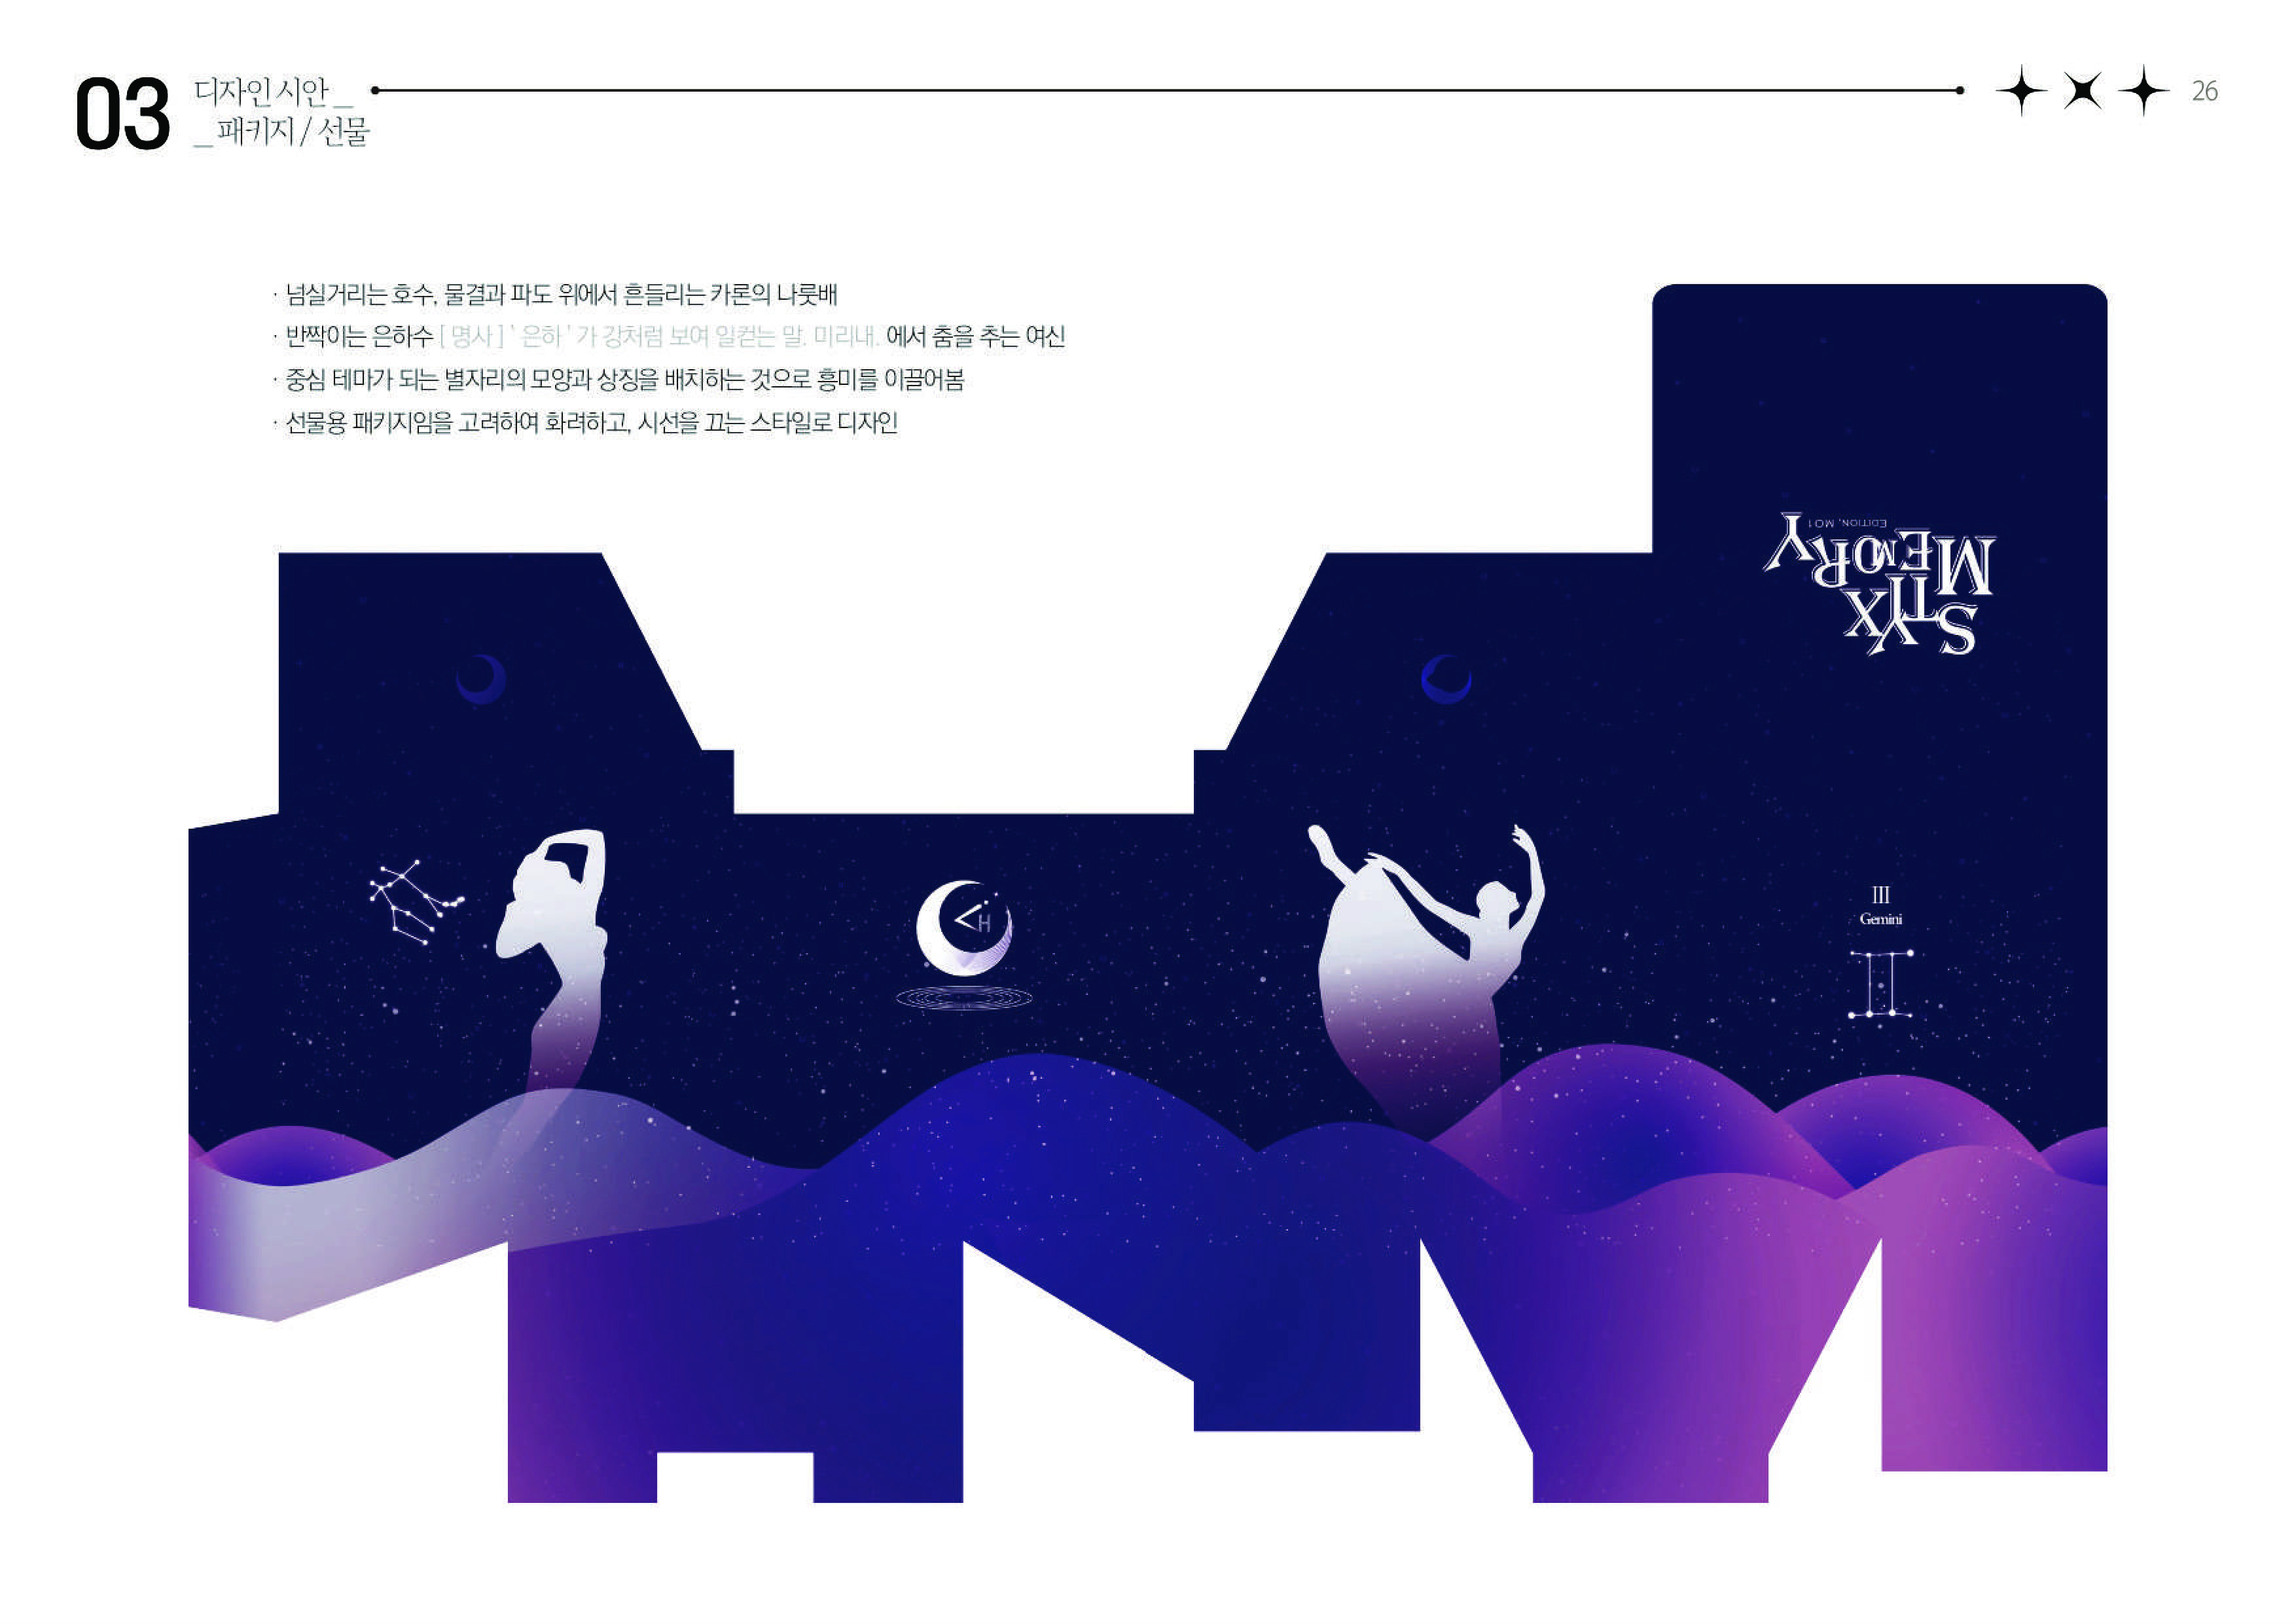 03
디자인 시안 _
_ 패키지 / 선물
26
· 넘실거리는 호수, 물결과 파도 위에서 흔들리는 카론의 나룻배
· 반짝이는 은하수 [ 명사 ] ‘ 은하 ’ 가 강처럼 보여 일컫는 말. 미리내. 에서 춤을 추는 여신
· 중심 테마가 되는 별자리의 모양과 상징을 배치하는 것으로 흥미를 이끌어봄
· 선물용 패키지임을 고려하여 화려하고, 시선을 끄는 스타일로 디자인
STYX
MEMORY
EDITION, MO1
H
III
Gemini